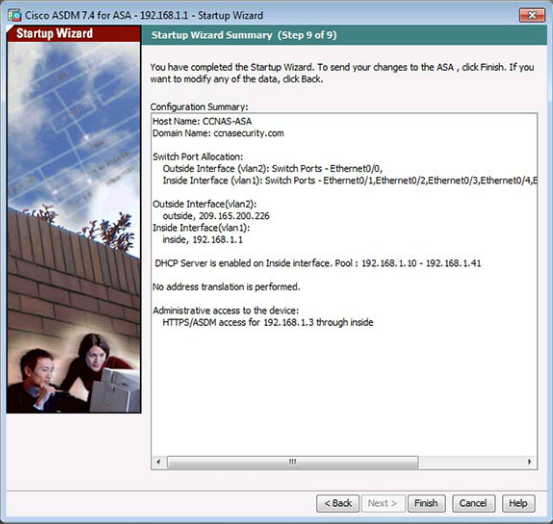 Cisco ASDM 7.4 for ASA - 192.168.1.1 - Startup Wizard
Startup Wizard
Startup Wizard Summary (Step 9 of 9)
You have completed the Startup Wizard. To send your changes to the ASA , click Finish. If you
want to modify any of the data, click Back.
Configuration Summary:
Host Name: CCNAS-ASA
Domain Name: ccnasecurity.com
Switch Port Allocation:
Outside Interface (vlan2): Switch Ports - Ethernet0/0,
Inside Interface (vlan1): Switch Ports - Ethernet0/1,Ethernet0/2,Ethernet0/3,Ethernet0/4,E
Outside Interface(vlan2):
outside, 209.165.200.226
Inside Interface(vlan1):
inside, 192.168.1.1
DHCP Server is enabled on Inside interface. Pool : 192.168.1.10 - 192.168.1.41
No address translation is performed.
Administrative access to the device:
HTTPS/ASDM access for 192.168.1.3 through inside
< Back Next > Finish Cancel Help